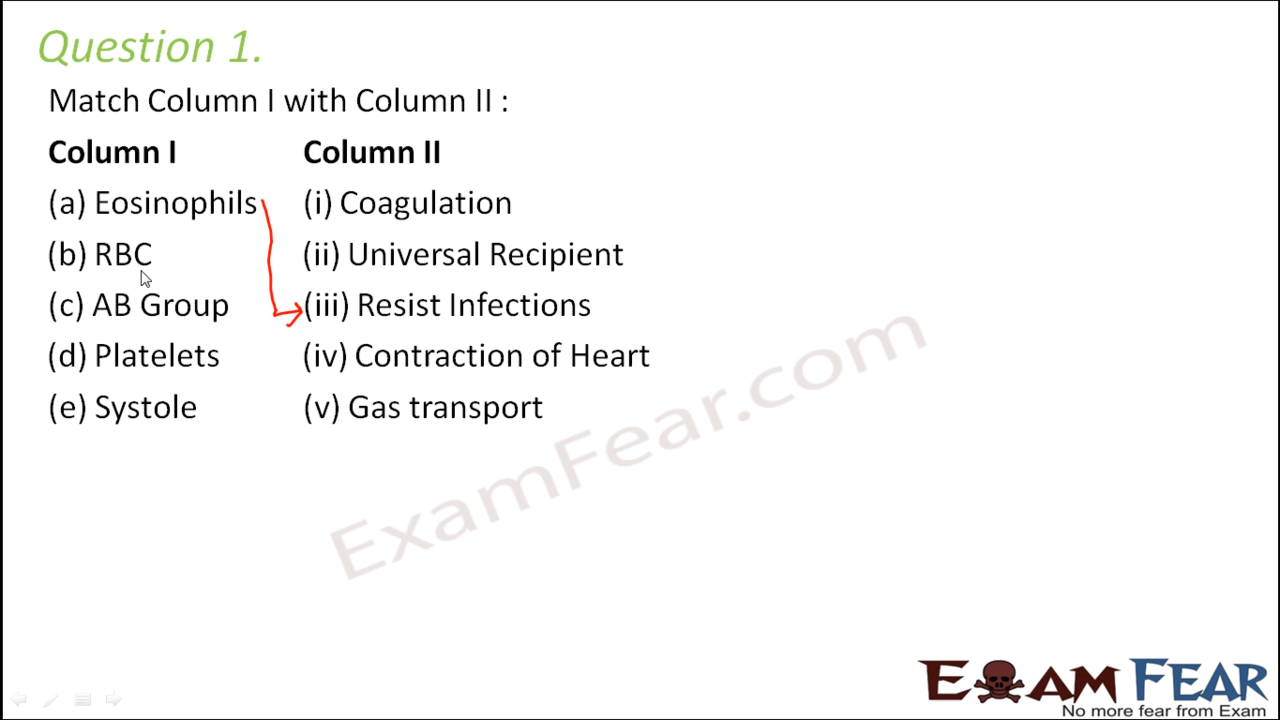 Question 1.
Match Column I with Column II :
Column I Column II
(a) Eosinophils (i) Coagulation
(b) RBC (ii) Universal Recipient
(c) AB Group (iii) Resist Infections
(d) Platelets (iv) Contraction of Heart
(e) Systole (v) Gas transport
ExamFear.com
EXAM FEAR
No more fear from Exam